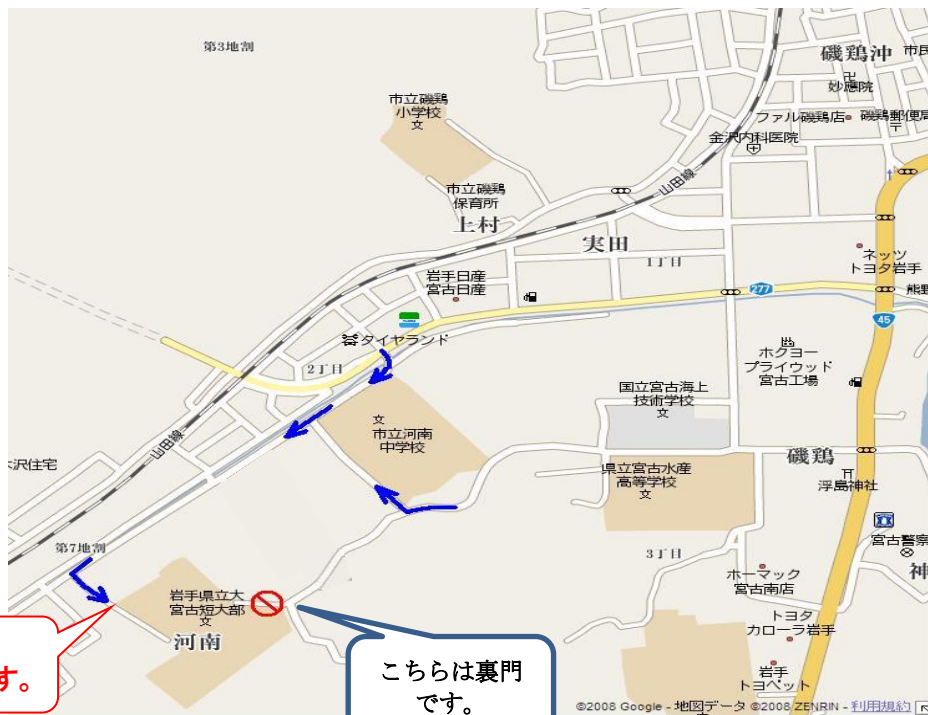 第3地割
磯鶏沖
市民
卍
妙應院
市立磯鶏
小学校
文
ファル磯鶏店
磯鶏郵便局
〒
金沢内科医院
山田線
市立磯鶏
保育所
上村
実田
1丁目
ネッツ
トヨタ岩手
岩手日産
宮古日産
277
熊野
45
タイヤランド
ホクヨー
プライウッド
宮古工場
2丁目
国立宮古海上
技術学校
文
文
市立河南
中学校
山田線
沢住宅
磯鶏
県立宮古水産
高等学校
文
浮島神社
宮古警察
第7地割
3丁目
神
ホーマック
宮古南店
岩手県立大
宮古短大部
文
トヨタ
カローラ岩手
河南
す。
こちらは裏門
です。
岩手
トヨペット
©2008 Google - 地図データ ©2008 ZENRIN - 利用規約